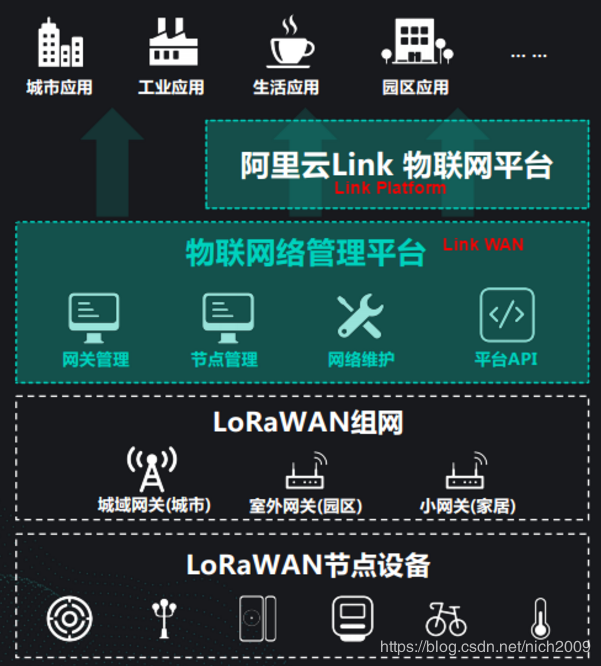 城市应用 工业应用 生活应用 园区应用 … …
阿里云Link 物联网平台
Link Platform
物联网络管理平台 Link WAN
网关管理 节点管理 网络维护 平台API
LoRaWAN组网
城域网关(城市) 室外网关(园区) 小网关(家居)
LoRaWAN节点设备
https://blog.csdn.net/nich2009